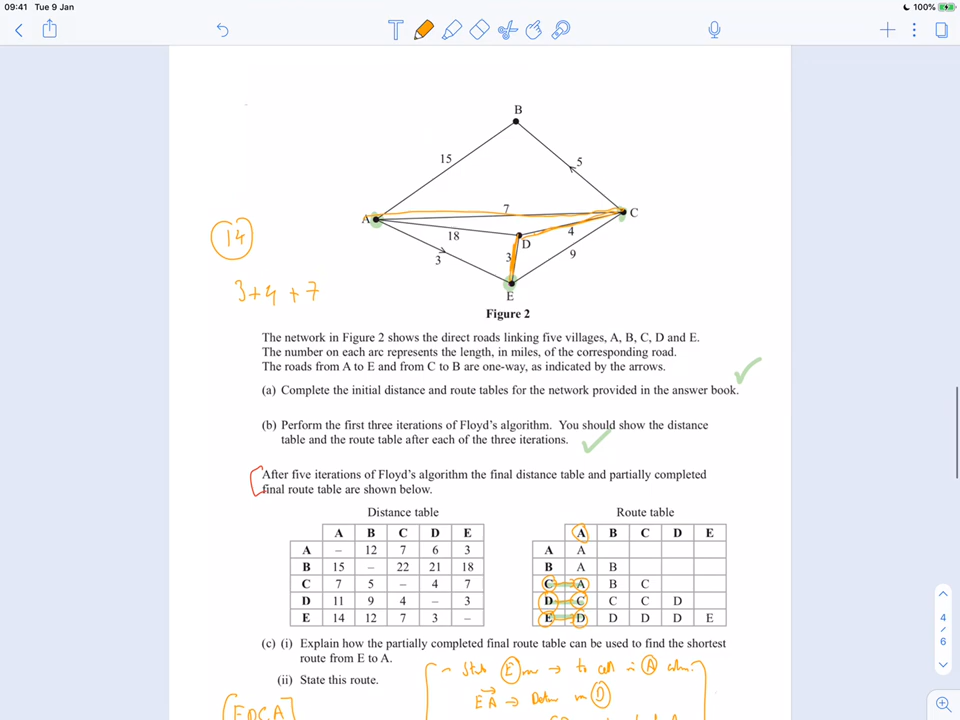 09:41 Tue 9 Jan
100%
B
15
5
A
7
C
18
D
4
3
3
9
E
14
3+4+7
Figure 2
The network in Figure 2 shows the direct roads linking five villages, A, B, C, D and E.
The number on each arc represents the length, in miles, of the corresponding road.
The roads from A to E and from C to B are one-way, as indicated by the arrows.
(a) Complete the initial distance and route tables for the network provided in the answer book.
(b) Perform the first three iterations of Floyd's algorithm. You should show the distance
table and the route table after each of the three iterations.
After five iterations of Floyd's algorithm the final distance table and partially completed
final route table are shown below.
Distance table
A B C D E
A – 12 7 6 3
B 15 – 22 21 18
C 7 5 – 4 7
D 11 9 4 – 3
E 14 12 7 3 –
Route table
A B C D E
A A
B A B
C A B C
D C C C D
E D D D D E
(c) (i) Explain how the partially completed final route table can be used to find the shortest
route from E to A.
(ii) State this route.
E row → to cell in A
EA → D
[EDCA]
4
/
6